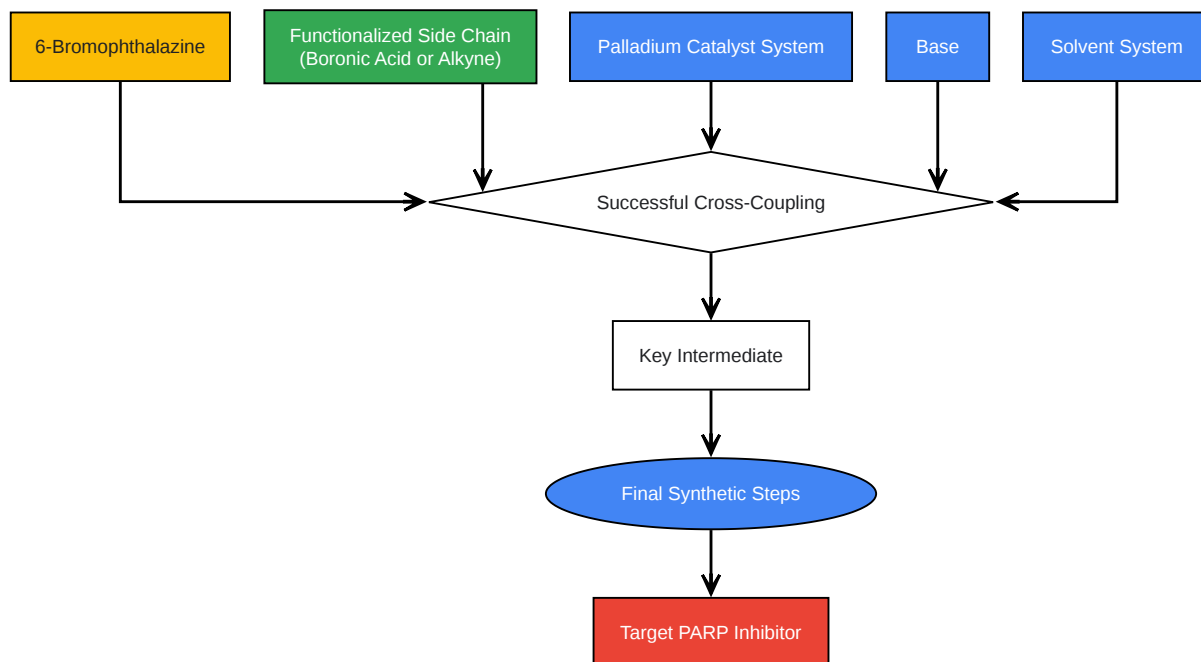 6-Bromophthalazine
Functionalized Side Chain
(Boronic Acid or Alkyne)
Palladium Catalyst System
Base
Solvent System
Successful Cross-Coupling
Key Intermediate
Final Synthetic Steps
Target PARP Inhibitor